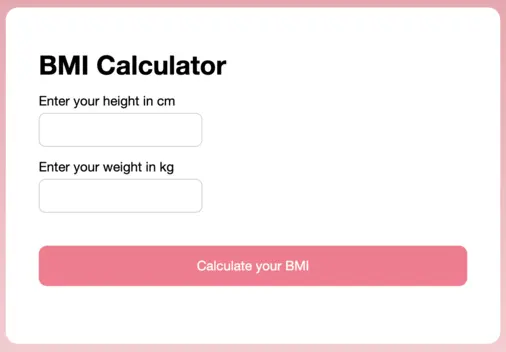 BMI Calculator
Enter your height in cm
Enter your weight in kg
Calculate your BMI